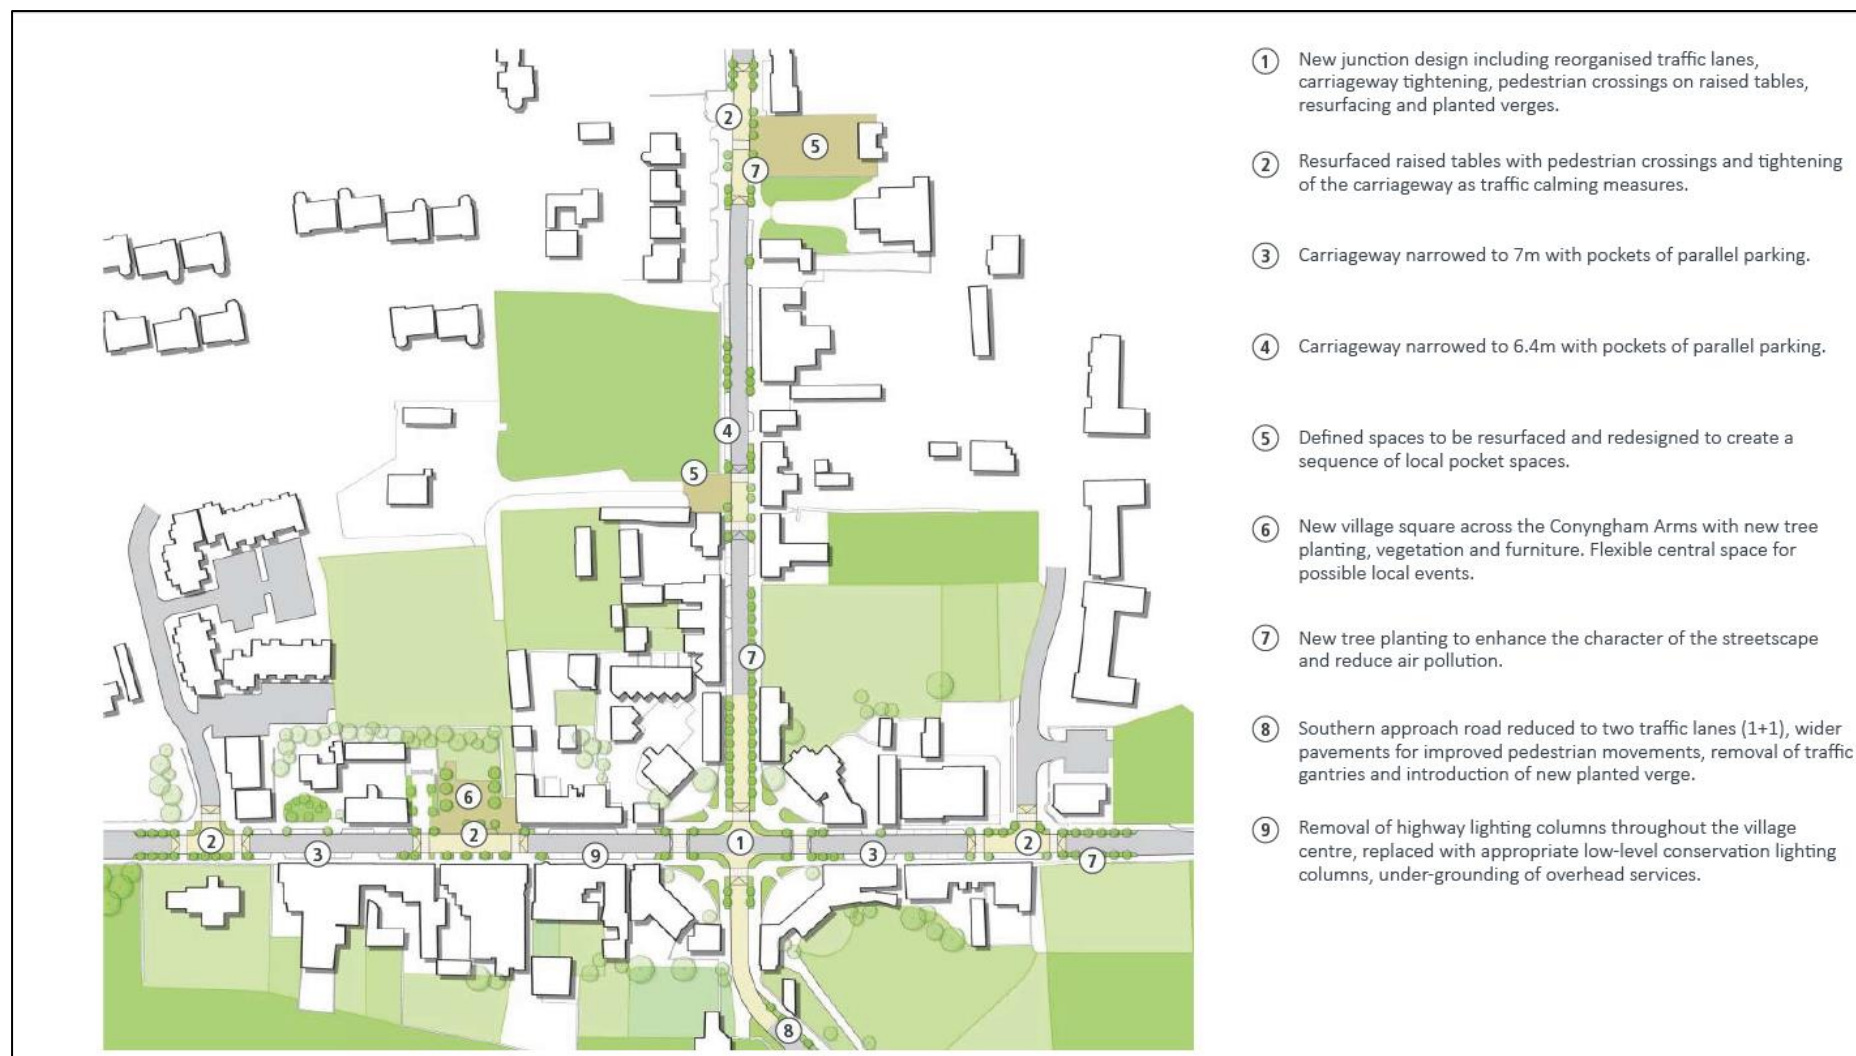 2
5
7
4
5
7
6
2
2
3
9
1
3
2
7
8
1 New junction design including reorganised traffic lanes,
carriageway tightening, pedestrian crossings on raised tables,
resurfacing and planted verges.
2 Resurfaced raised tables with pedestrian crossings and tightening
of the carriageway as traffic calming measures.
3 Carriageway narrowed to 7m with pockets of parallel parking.
4 Carriageway narrowed to 6.4m with pockets of parallel parking.
5 Defined spaces to be resurfaced and redesigned to create a
sequence of local pocket spaces.
6 New village square across the Conyngham Arms with new tree
planting, vegetation and furniture. Flexible central space for
possible local events.
7 New tree planting to enhance the character of the streetscape
and reduce air pollution.
8 Southern approach road reduced to two traffic lanes (1+1), wider
pavements for improved pedestrian movements, removal of traffic
gantries and introduction of new planted verge.
9 Removal of highway lighting columns throughout the village
centre, replaced with appropriate low-level conservation lighting
columns, under-grounding of overhead services.